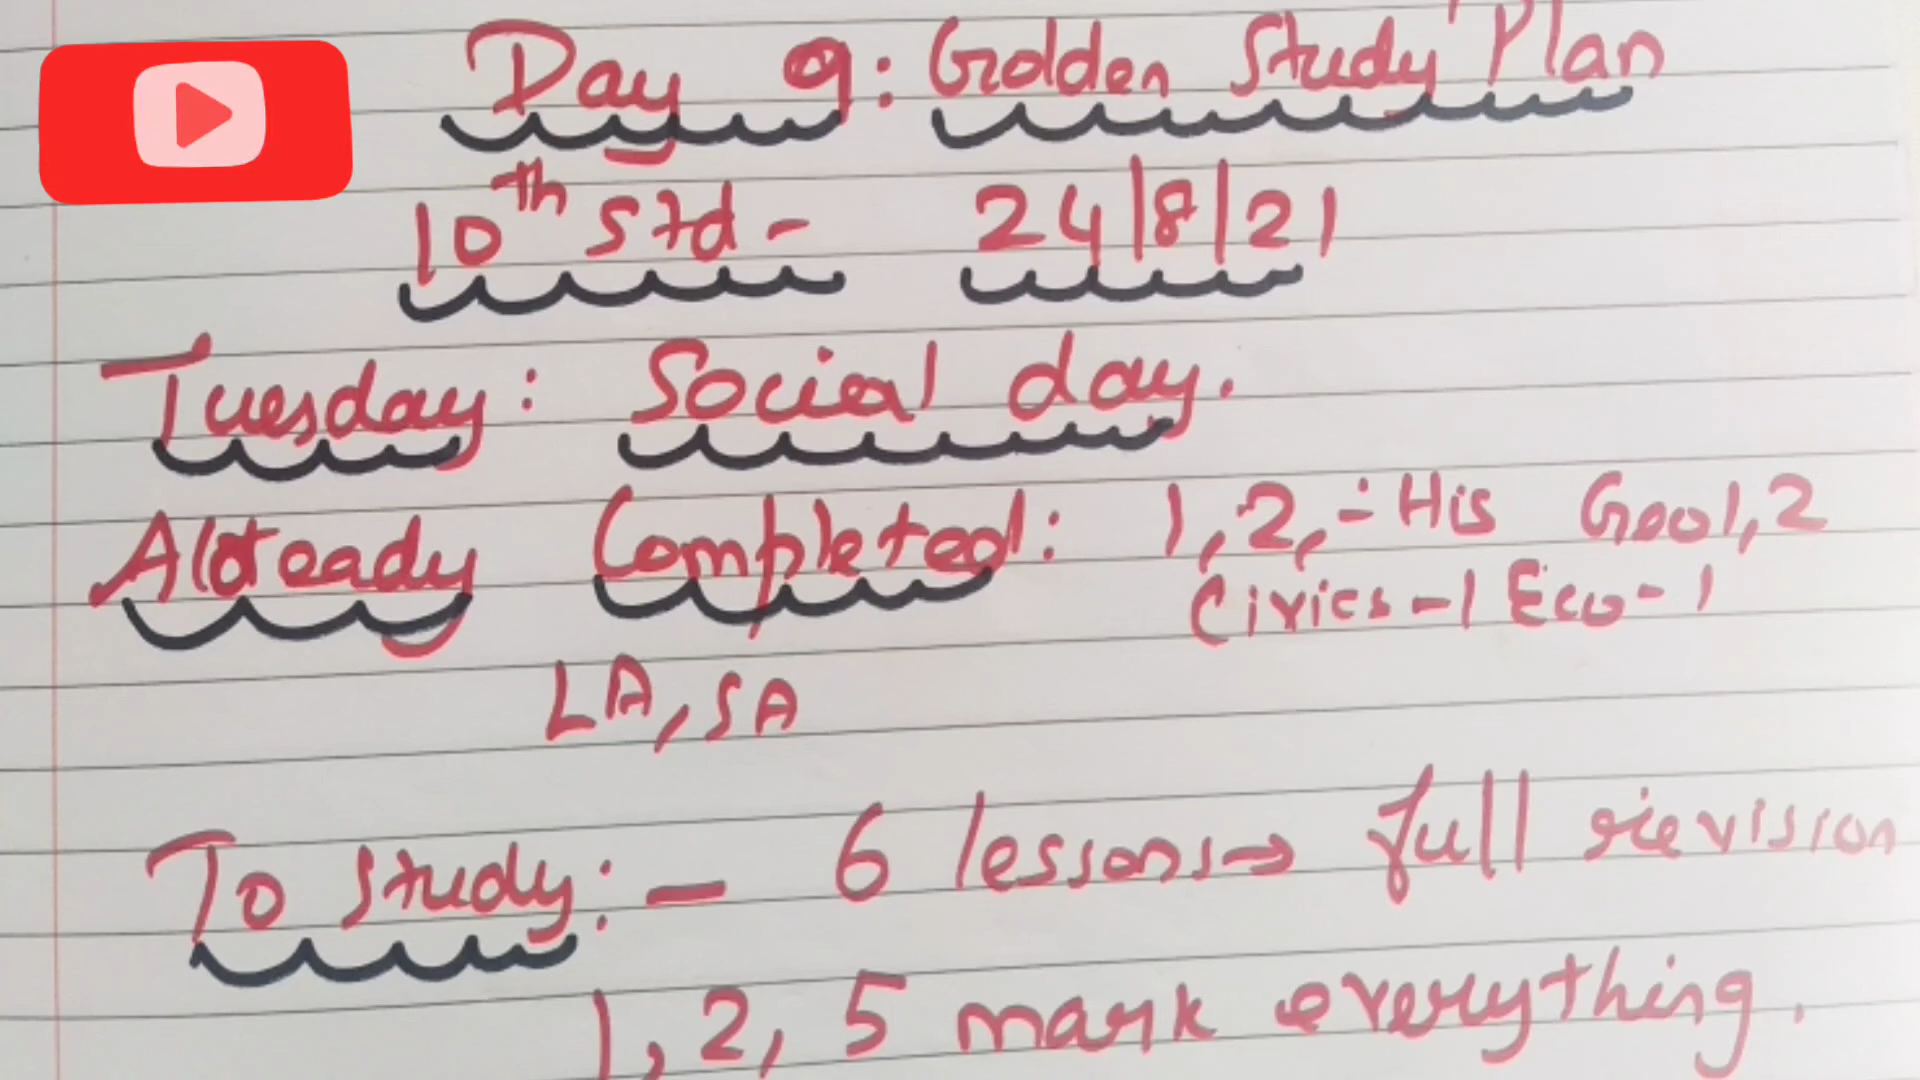 Day 9: Golden Study Plan
10th std - 24/8/21
Tuesday: Social day.
Already Completed: 1, 2, - His Geo 1, 2
Civics - 1 Eco - 1
LA, SA
To study: - 6 lessons → full revision
1, 2, 5 mark everything.